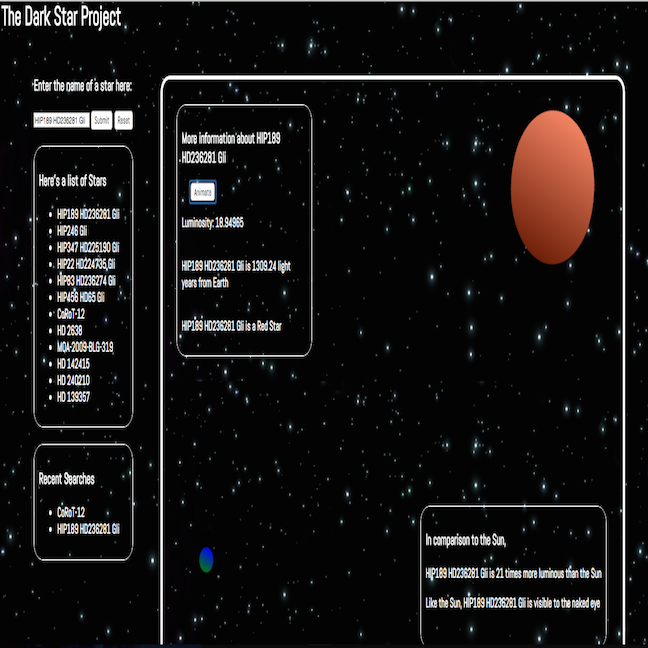 The Dark Star Project
Enter the name of a star here:
HIP189 HD236281 Gli
Submit
Reset
Here's a list of Stars
HIP189 HD236281 Gli
HIP246 Gli
HIP347 HD225190 Gli
HIP22 HD224735 Gli
HIP83 HD236274 Gli
HIP456 HD65 Gli
CoRoT-12
HD 2638
MOA-2009-BLG-319
HD 142415
HD 240210
HD 139357
Recent Searches
CoRoT-12
HIP189 HD236281 Gli
More information about HIP189
HD236281 Gli
Animate
Luminosity: 18.94965
HIP189 HD236281 Gli is 1309.24 light
years from Earth
HIP189 HD236281 Gli is a Red Star
In comparison to the Sun,
HIP189 HD236281 Gli is 21 times more luminous than the Sun
Like the Sun, HIP189 HD236281 Gli is visible to the naked eye